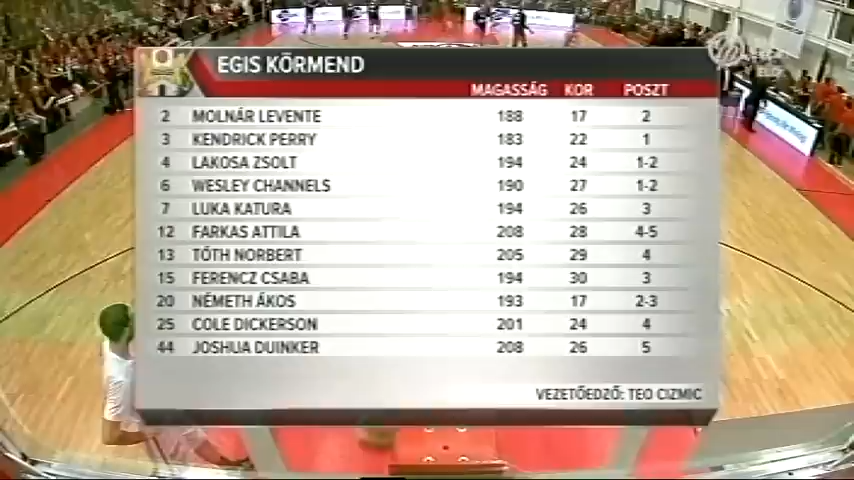 EGIS KÖRMEND
MAGASSÁG KOR POSZT
2 MOLNÁR LEVENTE 188 17 2
3 KENDRICK PERRY 183 22 1
4 LAKOSA ZSOLT 194 24 1-2
6 WESLEY CHANNELS 190 27 1-2
7 LUKA KATURA 194 26 3
12 FARKAS ATTILA 208 28 4-5
13 TÓTH NORBERT 205 29 4
15 FERENCZ CSABA 194 30 3
20 NÉMETH ÁKOS 193 17 2-3
25 COLE DICKERSON 201 24 4
44 JOSHUA DUINKER 208 26 5
VEZETŐEDZŐ: TEO CIZMIC